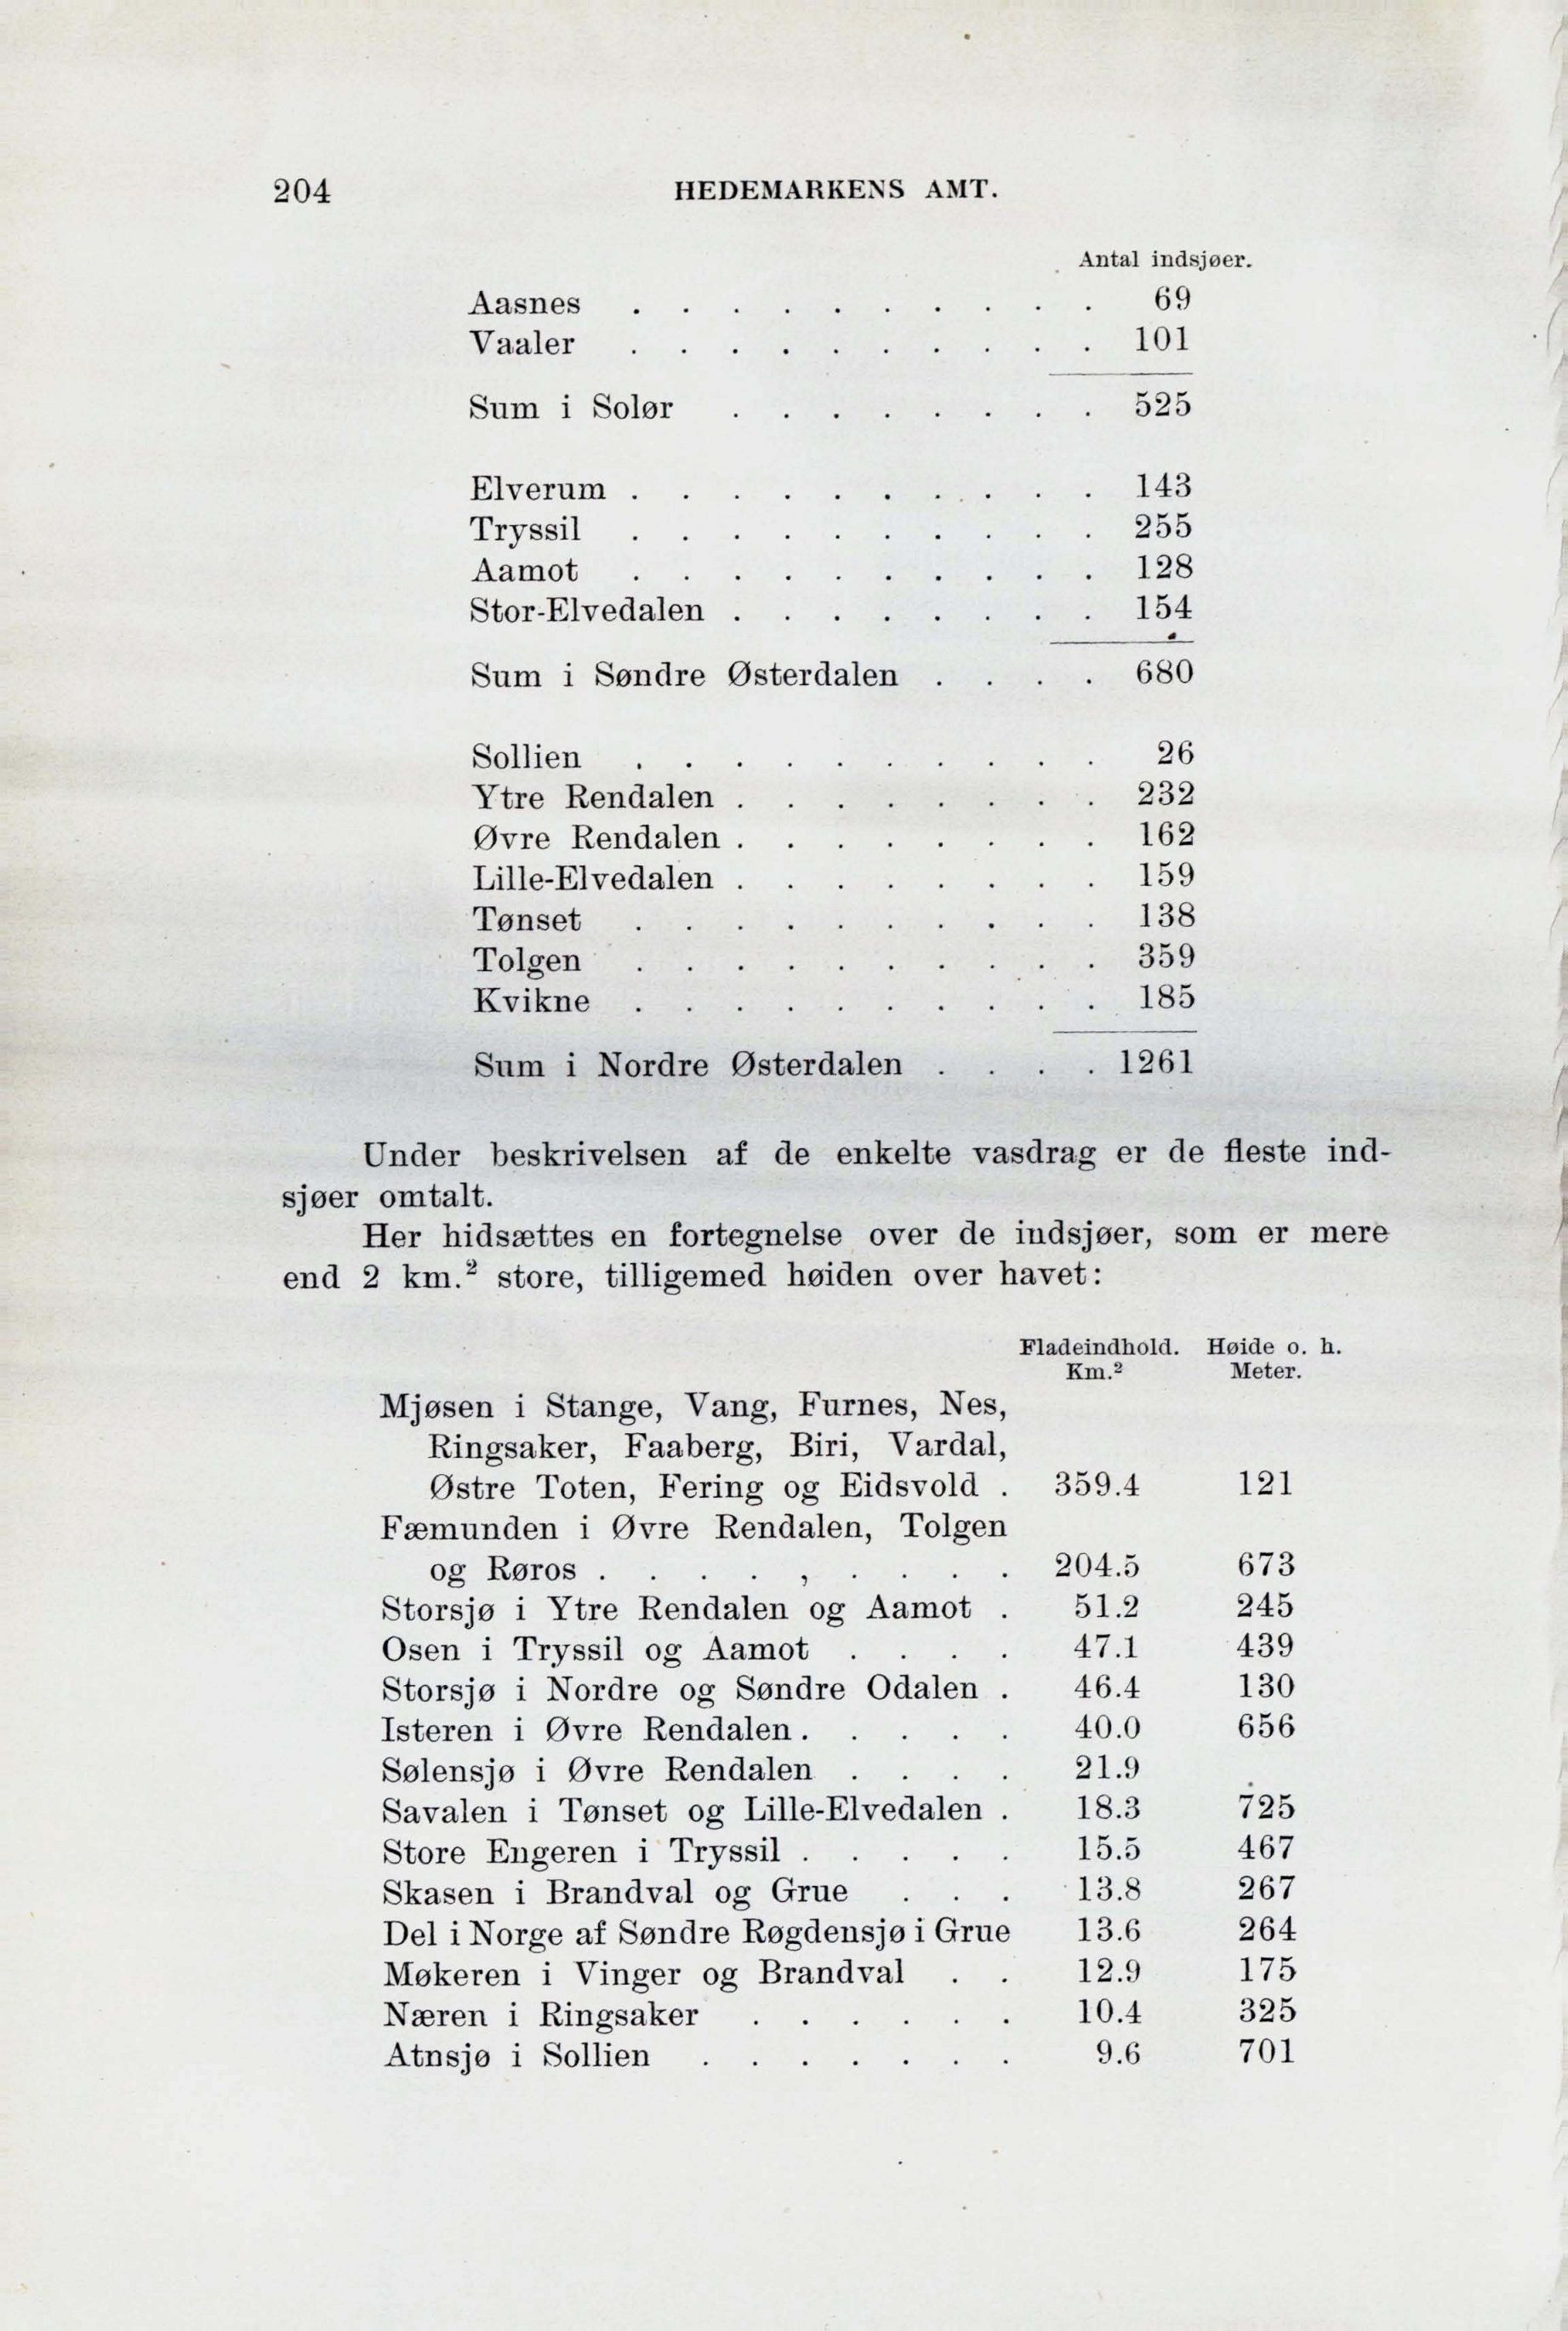 204 HEDEMARKENS AMT.
Antal indsjøer.
Aasnes . . . . . . . . . . 69
Vaaler . . . . . . . . . . 101
Sum i Solør . . . . . . . . 525
Elverum . . . . . . . . . . 143
Tryssil . . . . . . . . . . 255
Aamot . . . . . . . . . . 128
Stor-Elvedalen . . . . . . . . 154
Sum i Søndre Østerdalen . . . . 680
Sollien . . . . . . . . . . 26
Ytre Rendalen . . . . . . . . 232
Øvre Rendalen . . . . . . . . 162
Lille-Elvedalen . . . . . . . . 159
Tønset . . . . . . . . . . 138
Tolgen . . . . . . . . . . 359
Kvikne . . . . . . . . . . 185
Sum i Nordre Østerdalen . . . . 1261
Under beskrivelsen af de enkelte vasdrag er de fleste ind-
sjøer omtalt.
Her hidsættes en fortegnelse over de indsjøer, som er mere
end 2 km.² store, tilligemed høiden over havet:
Fladeindhold. Høide o. h.
Km.² Meter.
Mjøsen i Stange, Vang, Furnes, Nes,
Ringsaker, Faaberg, Biri, Vardal,
Østre Toten, Fering og Eidsvold . 359.4 121
Fæmunden i Øvre Rendalen, Tolgen
og Røros . . . . , . . . . 204.5 673
Storsjø i Ytre Rendalen og Aamot . 51.2 245
Osen i Tryssil og Aamot . . . . 47.1 439
Storsjø i Nordre og Søndre Odalen . 46.4 130
Isteren i Øvre Rendalen . . . . . 40.0 656
Sølensjø i Øvre Rendalen . . . . 21.9
Savalen i Tønset og Lille-Elvedalen . 18.3 725
Store Engeren i Tryssil . . . . . 15.5 467
Skasen i Brandval og Grue . . . 13.8 267
Del i Norge af Søndre Røgdensjø i Grue 13.6 264
Møkeren i Vinger og Brandval . . 12.9 175
Næren i Ringsaker . . . . . . 10.4 325
Atnsjø i Sollien . . . . . . . 9.6 701